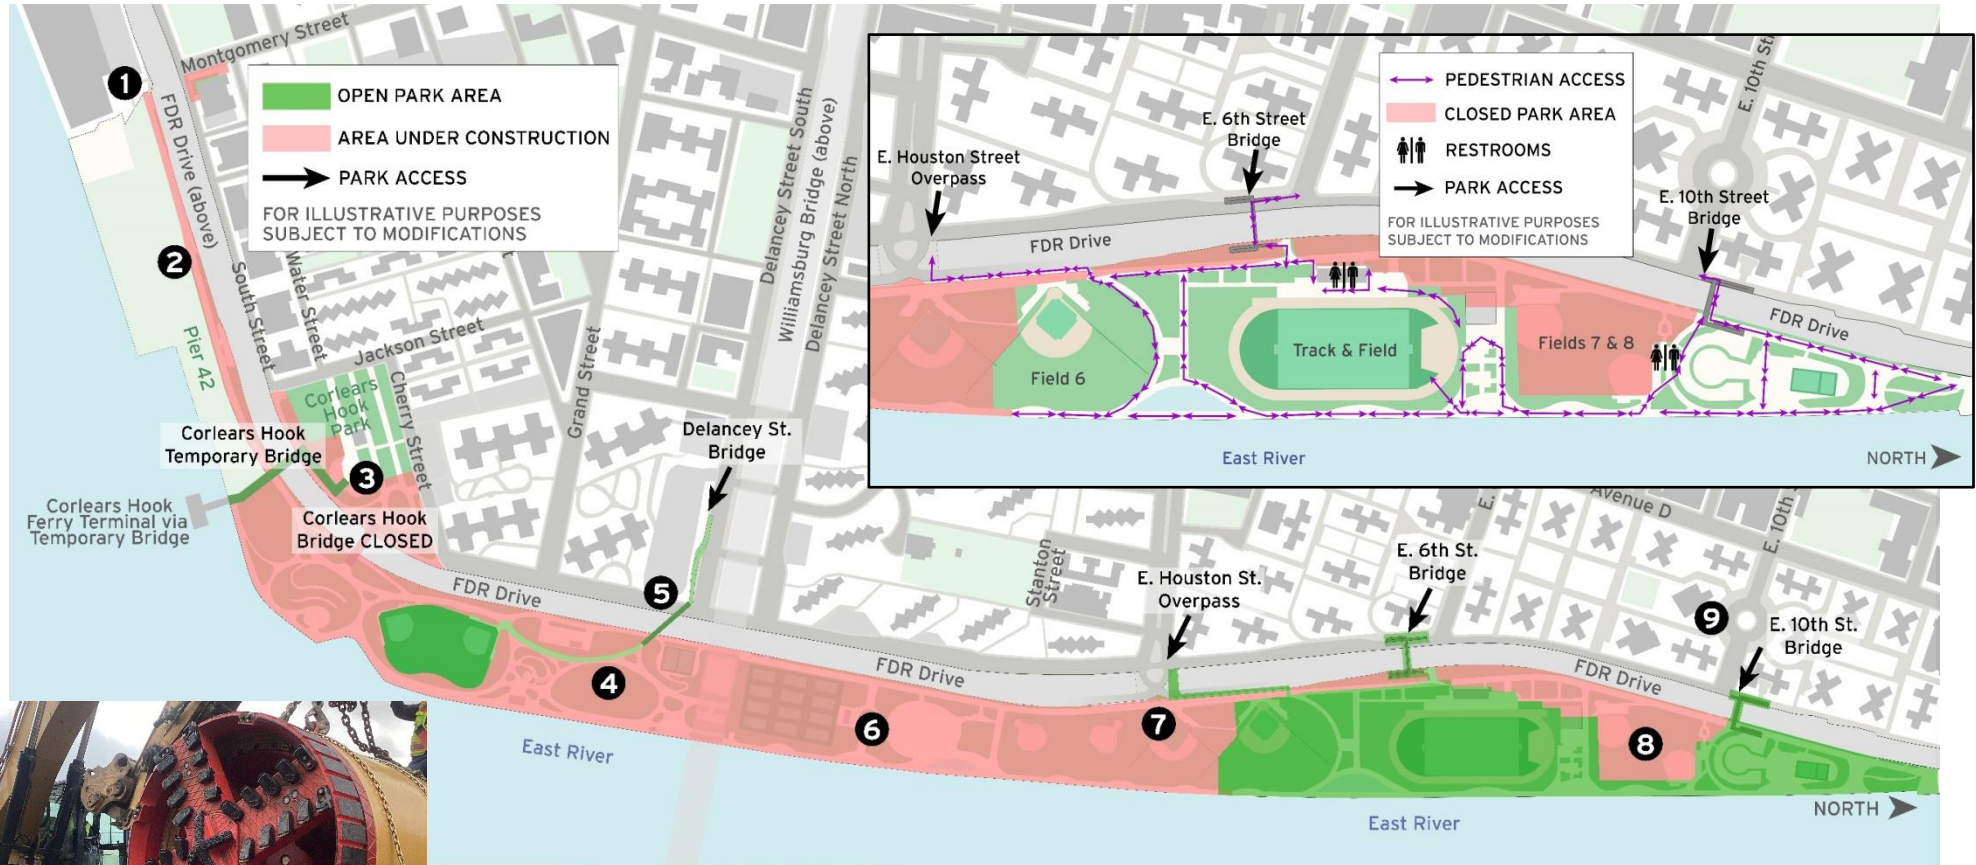 Montgomery Street
1
OPEN PARK AREA
AREA UNDER CONSTRUCTION
PARK ACCESS
FOR ILLUSTRATIVE PURPOSES
SUBJECT TO MODIFICATIONS
FDR Drive (above)
2
South Street
Water Street
Pier 42
Jackson Street
Corlears
Hook
Park
Cherry Street
Grand Street
Delancey Street South
Williamsburg Bridge (above)
Delancey Street North
Corlears Hook
Temporary Bridge
3
Corlears Hook
Ferry Terminal via
Temporary Bridge
Corlears Hook
Bridge CLOSED
Delancey St.
Bridge
5
FDR Drive
4
East River
6
FDR Drive
Stanton
Street
E. Houston St.
Overpass
7
E. 6th St.
Bridge
Avenue D
E. 10th
9
E. 10th St.
Bridge
FDR Drive
8
NORTH
East River
E. Houston Street
Overpass
E. 6th Street
Bridge
PEDESTRIAN ACCESS
CLOSED PARK AREA
RESTROOMS
PARK ACCESS
FOR ILLUSTRATIVE PURPOSES
SUBJECT TO MODIFICATIONS
E. 10th St
E. 10th Street
Bridge
FDR Drive
FDR Drive
Field 6
Track & Field
Fields 7 & 8
East River
NORTH